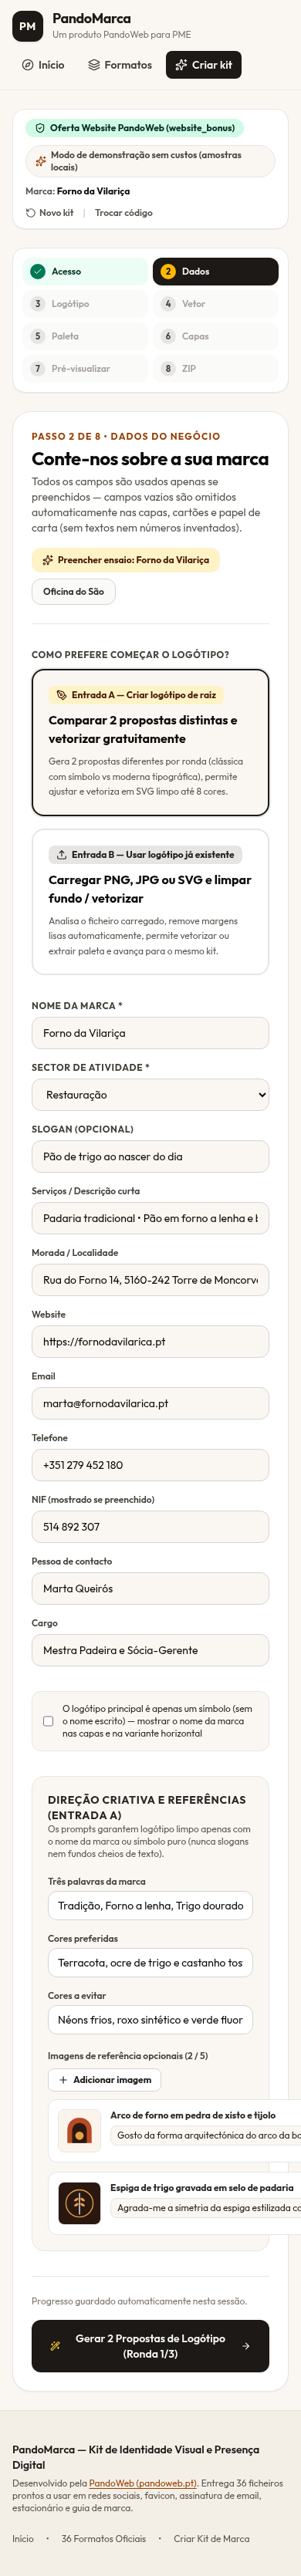 PM
PandoMarca
Um produto PandoWeb para PME
Início
Formatos
Criar kit
Oferta Website PandoWeb (website_bonus)
Modo de demonstração sem custos (amostras
locais)
Marca: Forno da Vilariça
Novo kit | Trocar código
Acesso
2 Dados
3 Logótipo
4 Vetor
5 Paleta
6 Capas
7 Pré-visualizar
8 ZIP
PASSO 2 DE 8 • DADOS DO NEGÓCIO
Conte-nos sobre a sua marca
Todos os campos são usados apenas se
preenchidos — campos vazios são omitidos
automaticamente nas capas, cartões e papel de
carta (sem textos nem números inventados).
Preencher ensaio: Forno da Vilariça
Oficina do São
COMO PREFERE COMEÇAR O LOGÓTIPO?
Entrada A — Criar logótipo de raiz
Comparar 2 propostas distintas e
vetorizar gratuitamente
Gera 2 propostas diferentes por ronda (clássica
com símbolo vs moderna tipográfica), permite
ajustar e vetoriza em SVG limpo até 8 cores.
Entrada B — Usar logótipo já existente
Carregar PNG, JPG ou SVG e limpar
fundo / vetorizar
Analisa o ficheiro carregado, remove margens
lisas automaticamente, permite vetorizar ou
extrair paleta e avança para o mesmo kit.
NOME DA MARCA *
Forno da Vilariça
SECTOR DE ATIVIDADE *
Restauração
SLOGAN (OPCIONAL)
Pão de trigo ao nascer do dia
Serviços / Descrição curta
Padaria tradicional • Pão em forno a lenha e b
Morada / Localidade
Rua do Forno 14, 5160-242 Torre de Moncorvo
Website
https://fornodavilarica.pt
Email
marta@fornodavilarica.pt
Telefone
+351 279 452 180
NIF (mostrado se preenchido)
514 892 307
Pessoa de contacto
Marta Queirós
Cargo
Mestra Padeira e Sócia-Gerente
O logótipo principal é apenas um símbolo (sem
o nome escrito) — mostrar o nome da marca
nas capas e na variante horizontal
DIREÇÃO CRIATIVA E REFERÊNCIAS
(ENTRADA A)
Os prompts garantem logótipo limpo apenas com
o nome da marca ou símbolo puro (nunca slogans
nem fundos cheios de texto).
Três palavras da marca
Tradição, Forno a lenha, Trigo dourado
Cores preferidas
Terracota, ocre de trigo e castanho tos
Cores a evitar
Néons frios, roxo sintético e verde fluor
Imagens de referência opcionais (2 / 5)
Adicionar imagem
Arco de forno em pedra de xisto e tijolo
Gosto da forma arquitectónica do arco da bo
Espiga de trigo gravada em selo de padaria
Agrada-me a simetria da espiga estilizada co
Progresso guardado automaticamente nesta sessão.
Gerar 2 Propostas de Logótipo
(Ronda 1/3)
PandoMarca — Kit de Identidade Visual e Presença
Digital
Desenvolvido pela PandoWeb (pandoweb.pt). Entrega 36 ficheiros
prontos a usar em redes sociais, favicon, assinatura de email,
estacionário e guia de marca.
Início • 36 Formatos Oficiais • Criar Kit de Marca